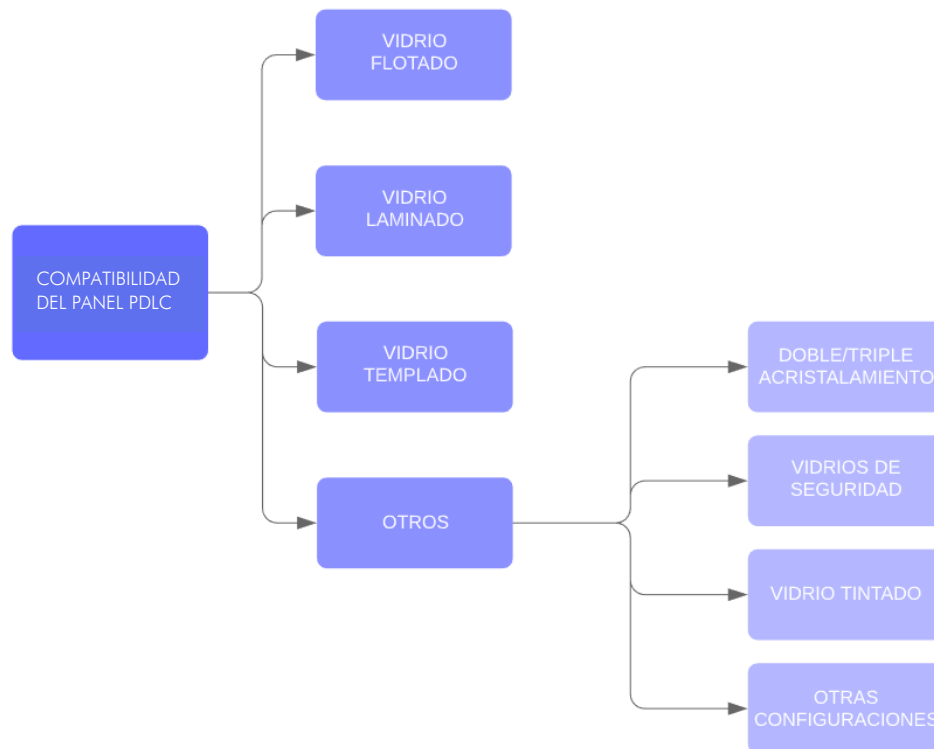 VIDRIO
FLOTADO
VIDRIO
LAMINADO
COMPATIBILIDAD
DEL PANEL PDLC
VIDRIO
TEMPLADO
DOBLE/TRIPLE
ACRISTALAMIENTO
VIDRIOS DE
SEGURIDAD
OTROS
VIDRIO TINTADO
OTRAS
CONFIGURACIONES